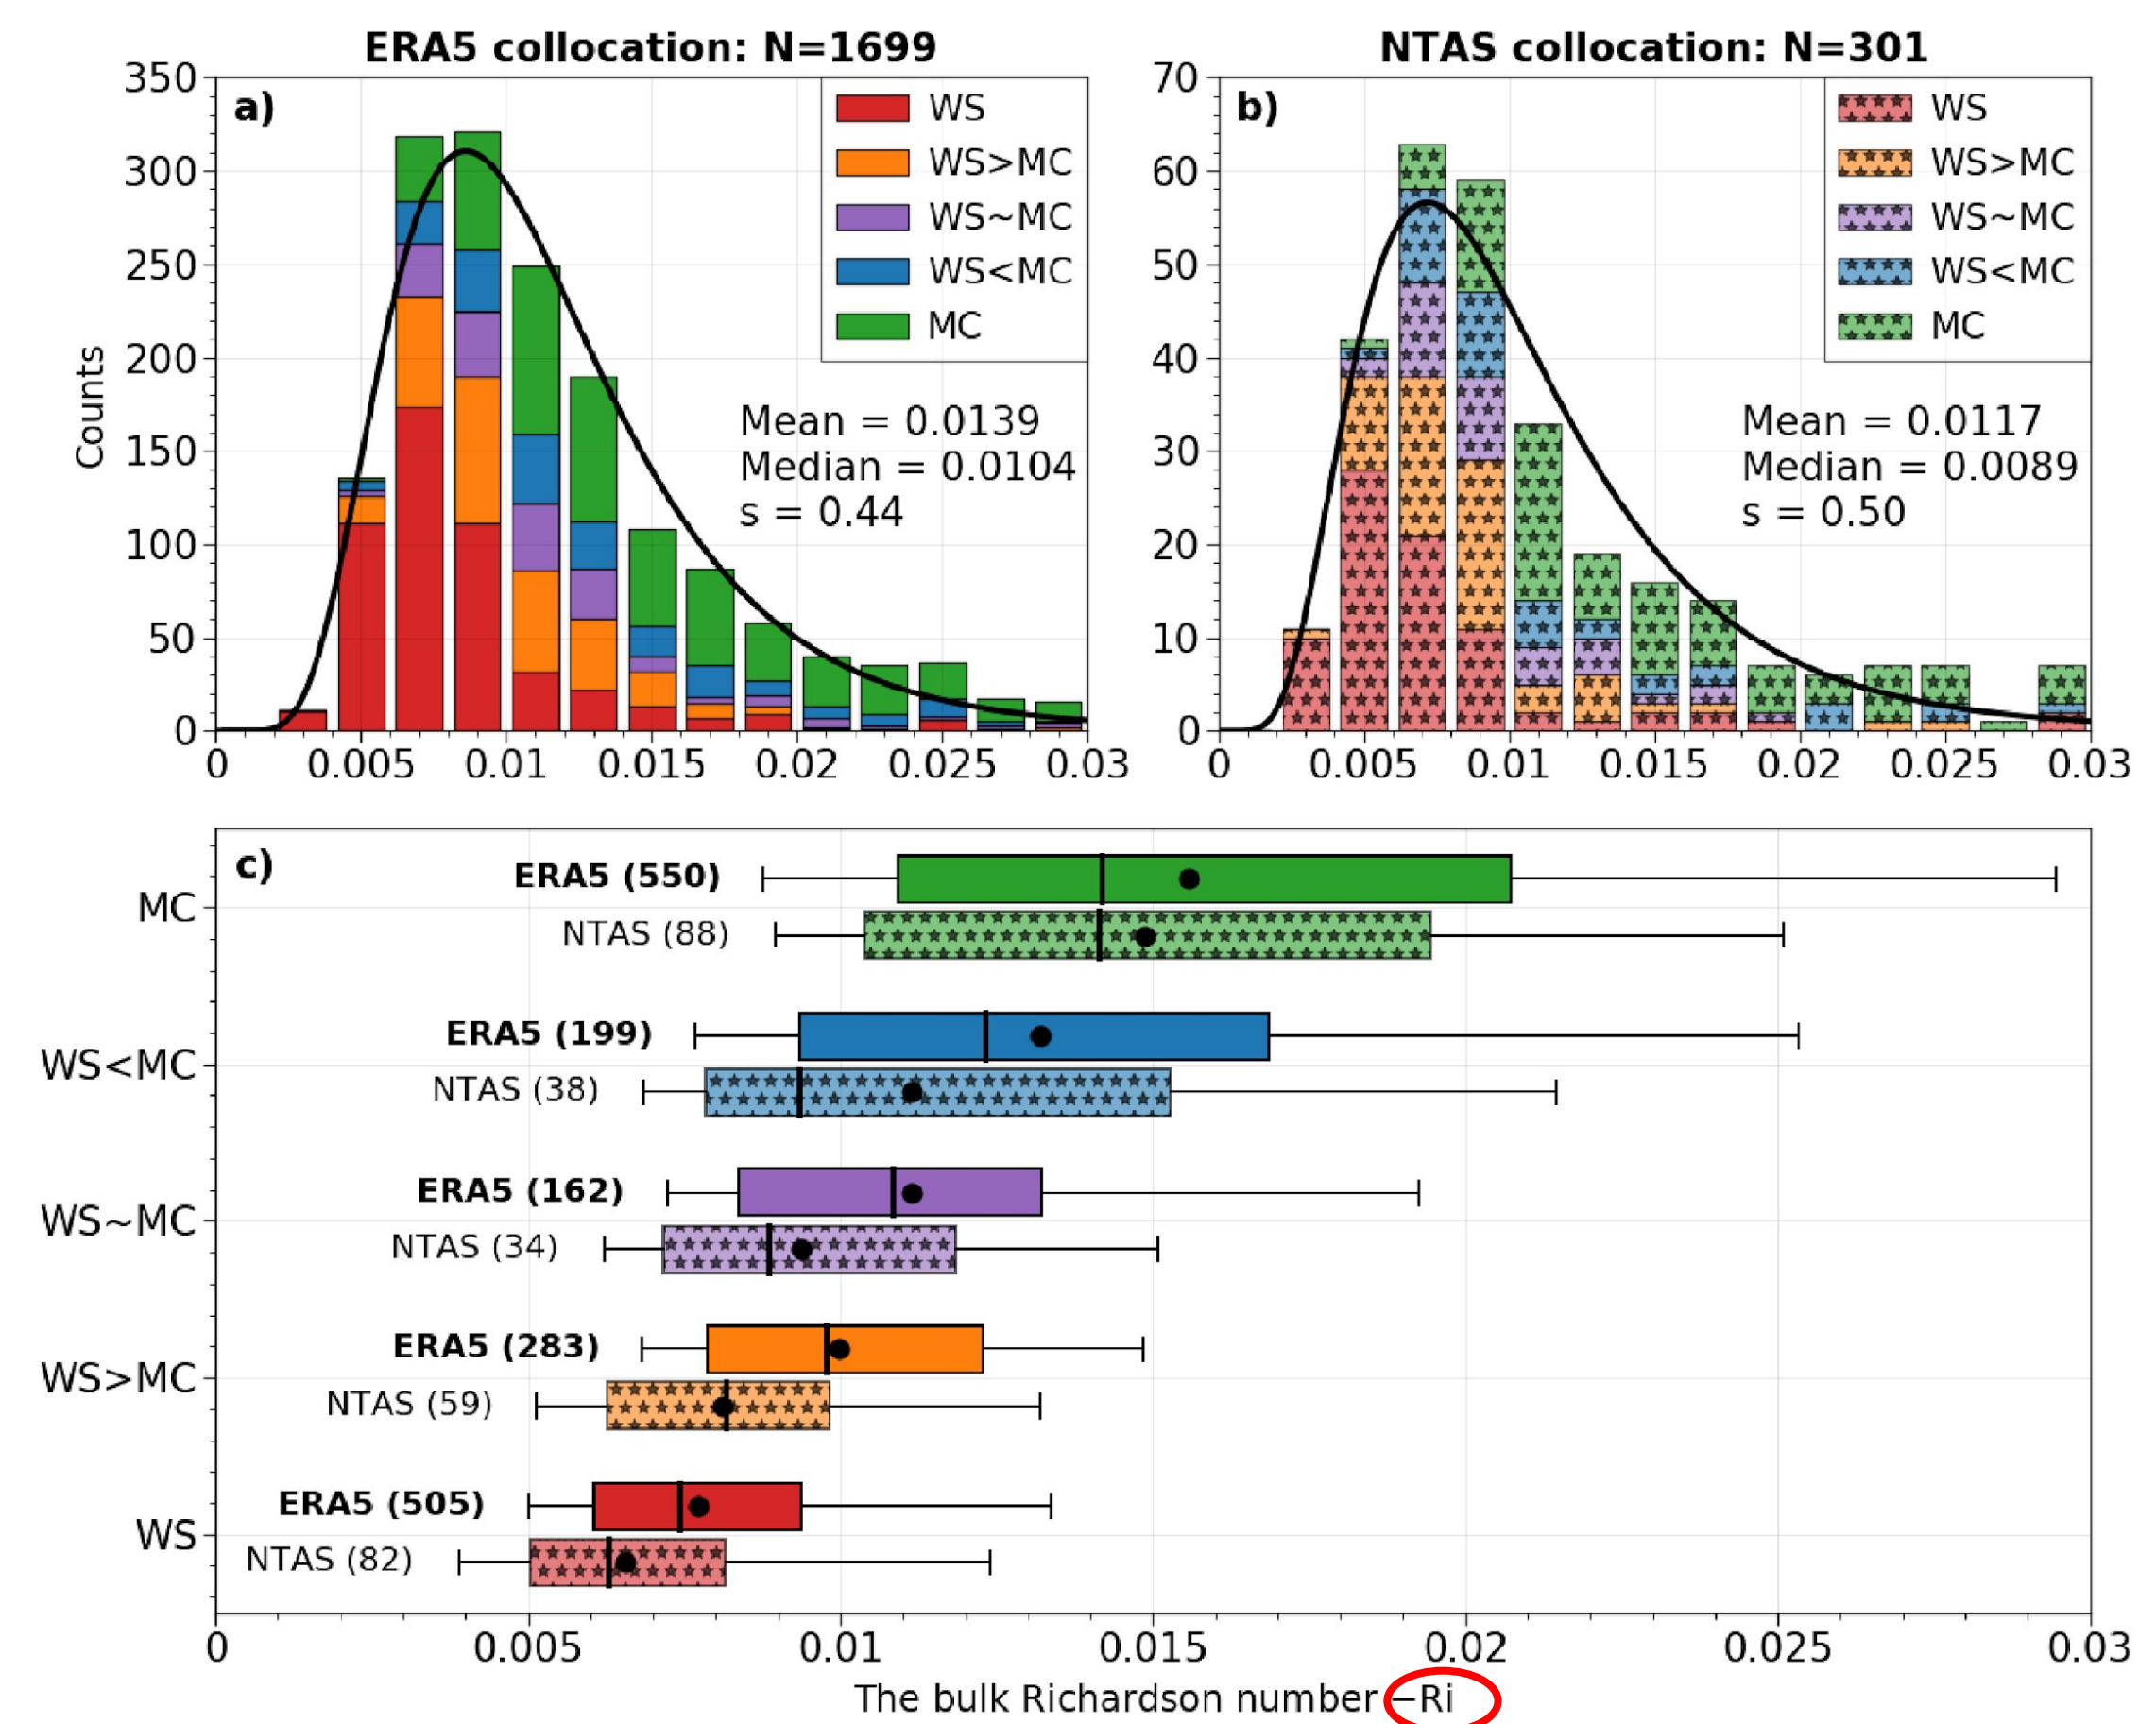 ERA5 collocation: N=1699
a)
350
300
250
200
150
100
50
0
Counts
0 0.005 0.01 0.015 0.02 0.025 0.03
WS
WS>MC
WS~MC
WS<MC
MC
Mean = 0.0139
Median = 0.0104
s = 0.44
NTAS collocation: N=301
b)
70
60
50
40
30
20
10
0
0 0.005 0.01 0.015 0.02 0.025 0.03
WS
WS>MC
WS~MC
WS<MC
MC
Mean = 0.0117
Median = 0.0089
s = 0.50
c)
MC
ERA5 (550)
NTAS (88)
WS<MC
ERA5 (199)
NTAS (38)
WS~MC
ERA5 (162)
NTAS (34)
WS>MC
ERA5 (283)
NTAS (59)
WS
ERA5 (505)
NTAS (82)
0 0.005 0.01 0.015 0.02 0.025 0.03
The bulk Richardson number −Ri